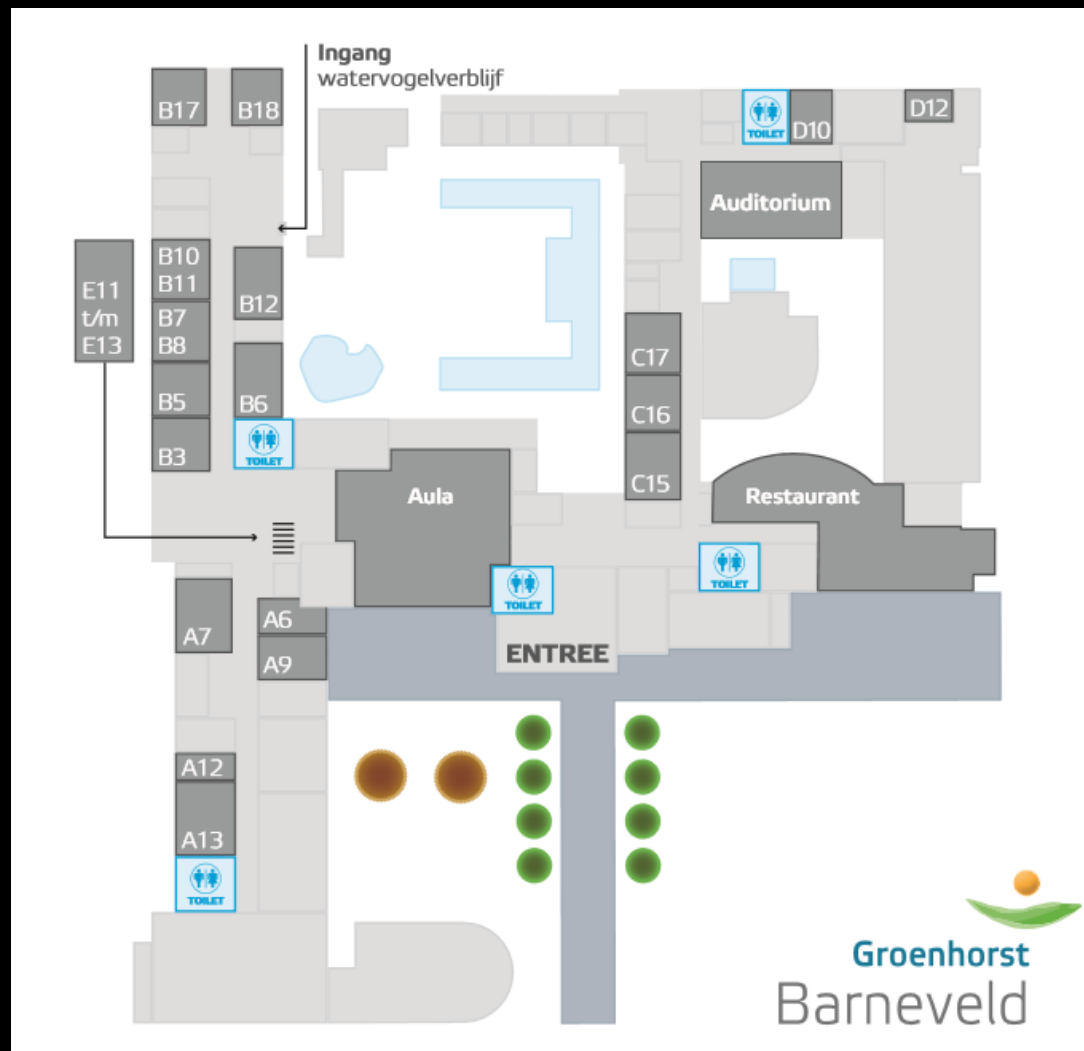 Ingang
watervogelverblijf
B17
B18
TOILET
D10
D12
Auditorium
E11
t/m
E13
B10
B11
B12
B7
B8
B5
B6
B3
TOILET
C17
C16
C15
Aula
Restaurant
TOILET
TOILET
A7
A6
A9
ENTREE
A12
A13
TOILET
Groenhorst
Barneveld